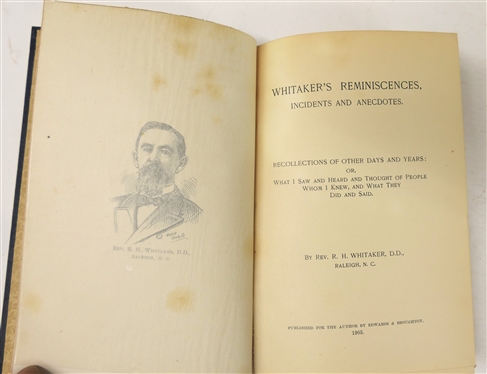 REV. R. H. WHITAKER, D.D.,
RALEIGH, N. C.
WHITAKER'S REMINISCENCES,
INCIDENTS AND ANECDOTES.
RECOLLECTIONS OF OTHER DAYS AND YEARS:
OR,
WHAT I SAW AND HEARD AND THOUGHT OF PEOPLE
WHOM I KNEW, AND WHAT THEY
DID AND SAID.
BY REV. R. H. WHITAKER, D.D.,
RALEIGH, N. C.
PUBLISHED FOR THE AUTHOR BY EDWARDS & BROUGHTON.
1905.